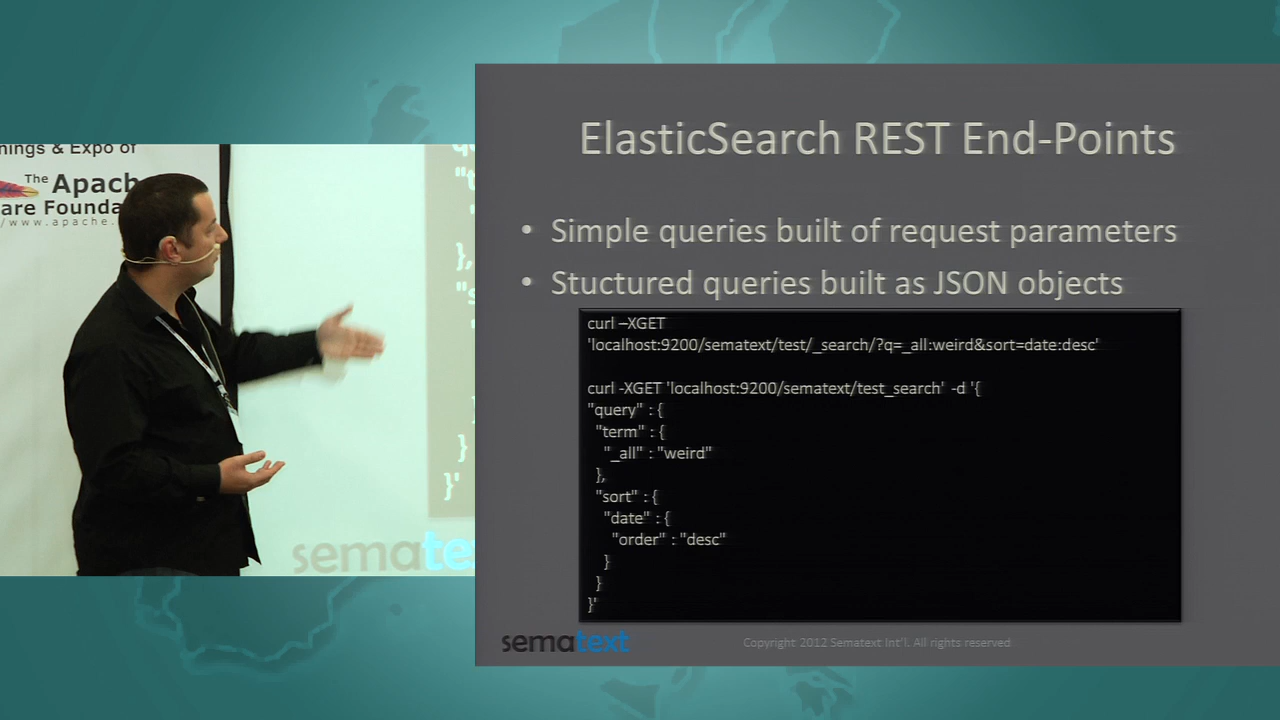 nings & Expo of
The Apach
are Founda
/www.apache.
"t
},
"s
}
}'
sematex
ElasticSearch REST End-Points
• Simple queries built of request parameters
• Stuctured queries built as JSON objects
curl –XGET
'localhost:9200/sematext/test/_search/?q=_all:weird&sort=date:desc'
curl -XGET 'localhost:9200/sematext/test_search' -d '{
"query" : {
"term" : {
"_all" : "weird"
},
"sort" : {
"date" : {
"order" : "desc"
}
}
}'
sematext
Copyright 2012 Sematext Int'l. All rights reserved